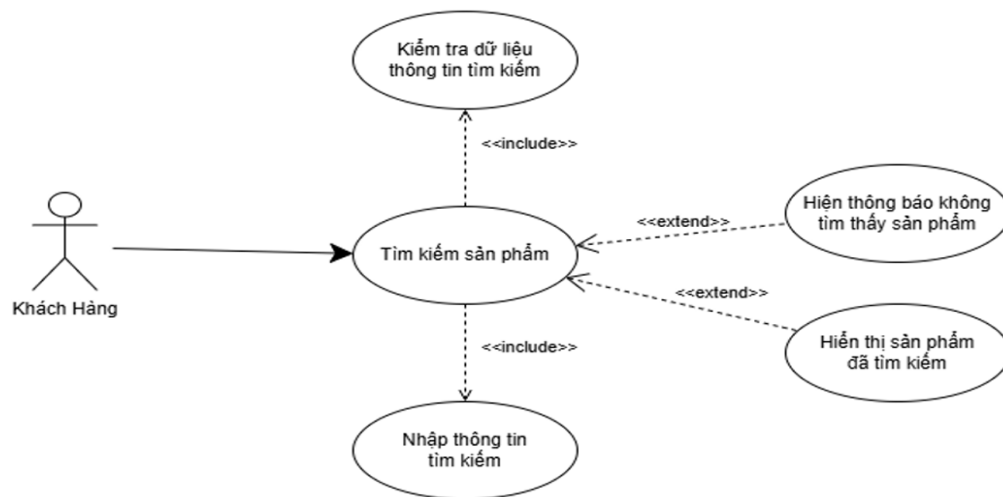 Kiểm tra dữ liệu
thông tin tìm kiếm
<<include>>
Hiện thông báo không
tìm thấy sản phẩm
<<extend>>
Tìm kiếm sản phẩm
<<extend>>
Khách Hàng
Hiển thị sản phẩm
đã tìm kiếm
<<include>>
Nhập thông tin
tìm kiếm